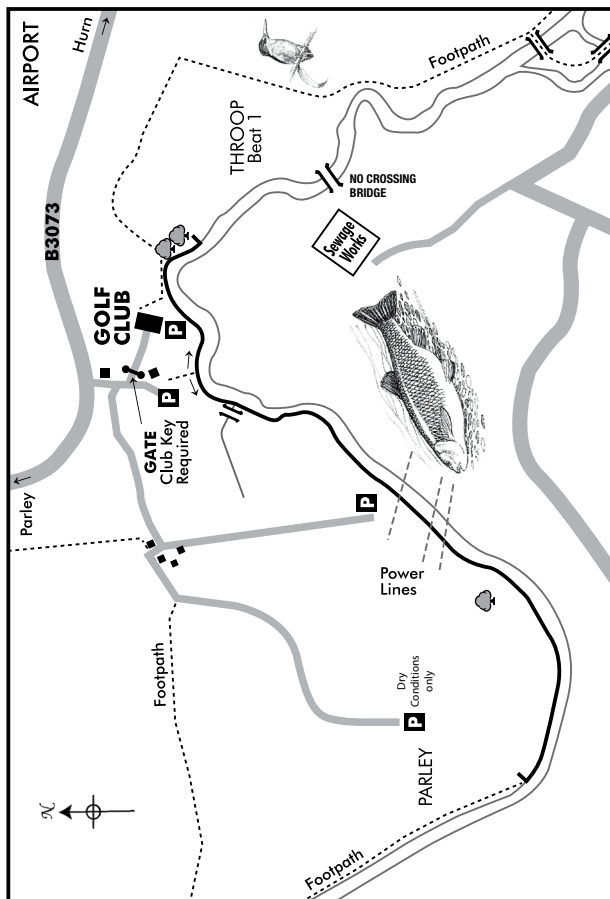 AIRPORT
Hurn
B3073
Footpath
THROOP
Beat 1
NO CROSSING
BRIDGE
Sewage
Works
GOLF
CLUB
P
P
GATE
Club Key
Required
Parley
P
Power
Lines
Footpath
Dry
Conditions
only
P
PARLEY
N
Footpath